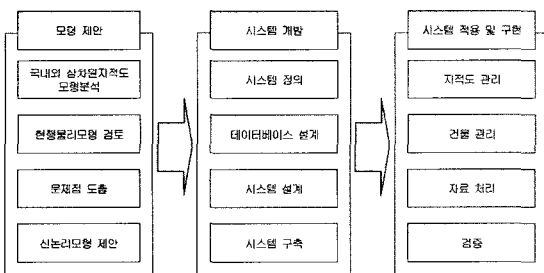 모형 제안
국내외 삼차원지적도
모형분석
현행물리모형 검토
문제점 도출
신논리모형 제안
시스템 개발
시스템 정의
데이터베이스 설계
시스템 설계
시스템 구축
시스템 적용 및 구현
지적도 관리
건물 관리
자료 처리
검증